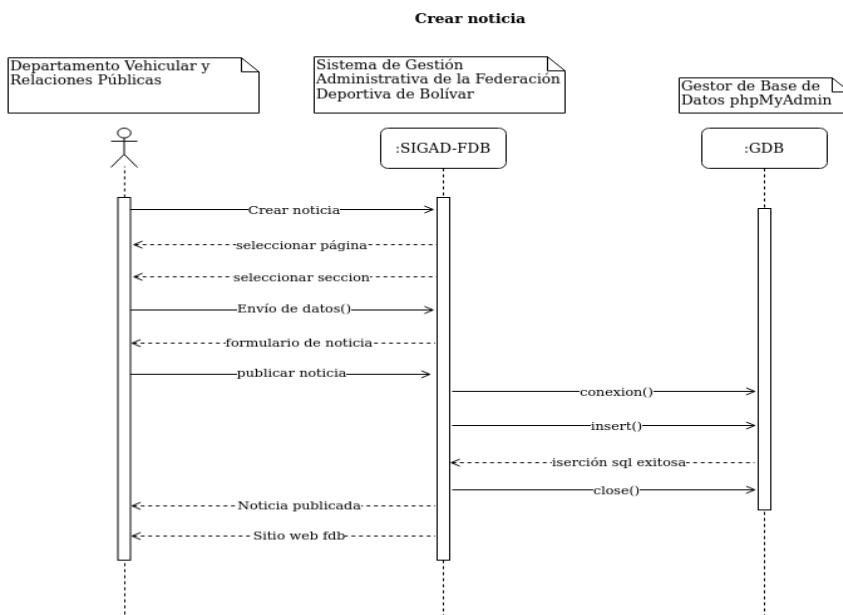 Crear noticia
Departamento Vehicular y
Relaciones Públicas
Sistema de Gestión
Administrativa de la Federación
Deportiva de Bolívar
Gestor de Base de
Datos phpMyAdmin
:SIGAD-FDB
:GDB
Crear noticia
seleccionar página
seleccionar seccion
Envío de datos()
formulario de noticia
publicar noticia
conexion()
insert()
iserción sql exitosa
close()
Noticia publicada
Sitio web fdb